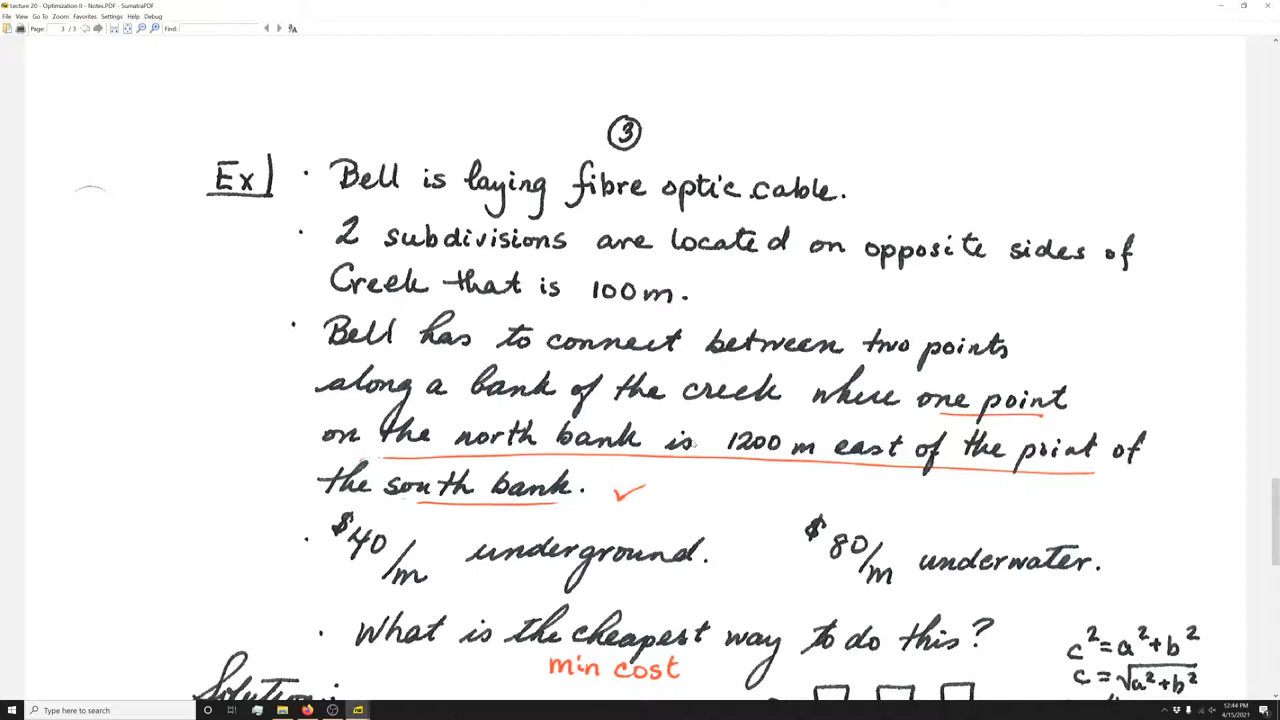 Lecture 20 - Optimization II - Notes.PDF - SumatraPDF
File View Go To Zoom Favorites Settings Help Debug
Page: 3 / 3 Find:
③
Ex] · Bell is laying fibre optic cable.
· 2 subdivisions are located on opposite sides of
Creek that is 100m.
· Bell has to connect between two points
along a bank of the creek where one point
on the north bank is 1200 m east of the point of
the south bank. ✓
· $40/m underground. $80/m underwater.
· What is the cheapest way to do this?
min cost
c² = a² + b²
c = √a² + b²
Solution:
Type here to search
12:44 PM
4/15/2021